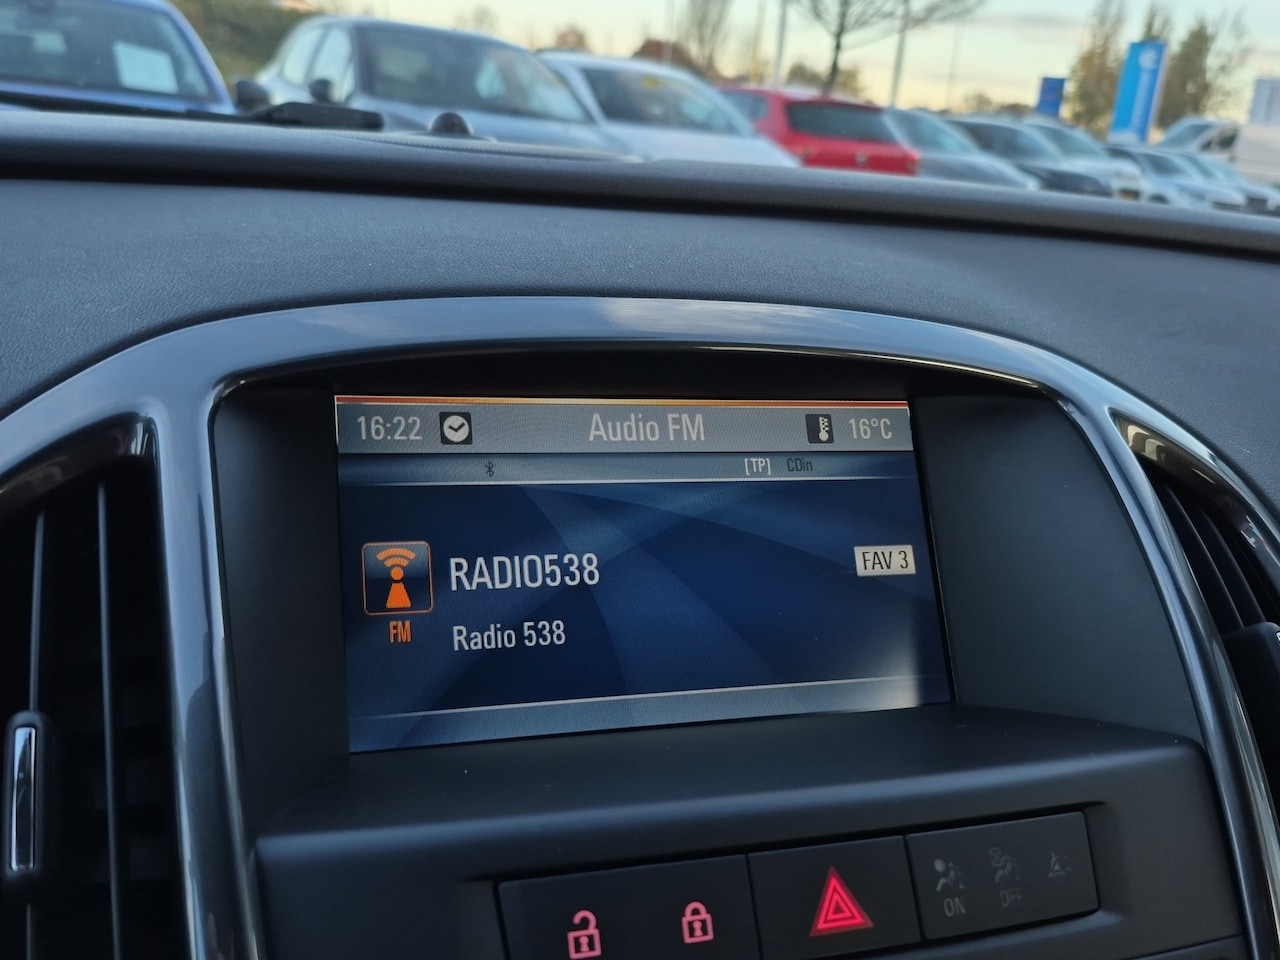 16:22 Audio FM 16°C
[TP] CDin
RADIO538 FAV 3
FM Radio 538
ON OFF